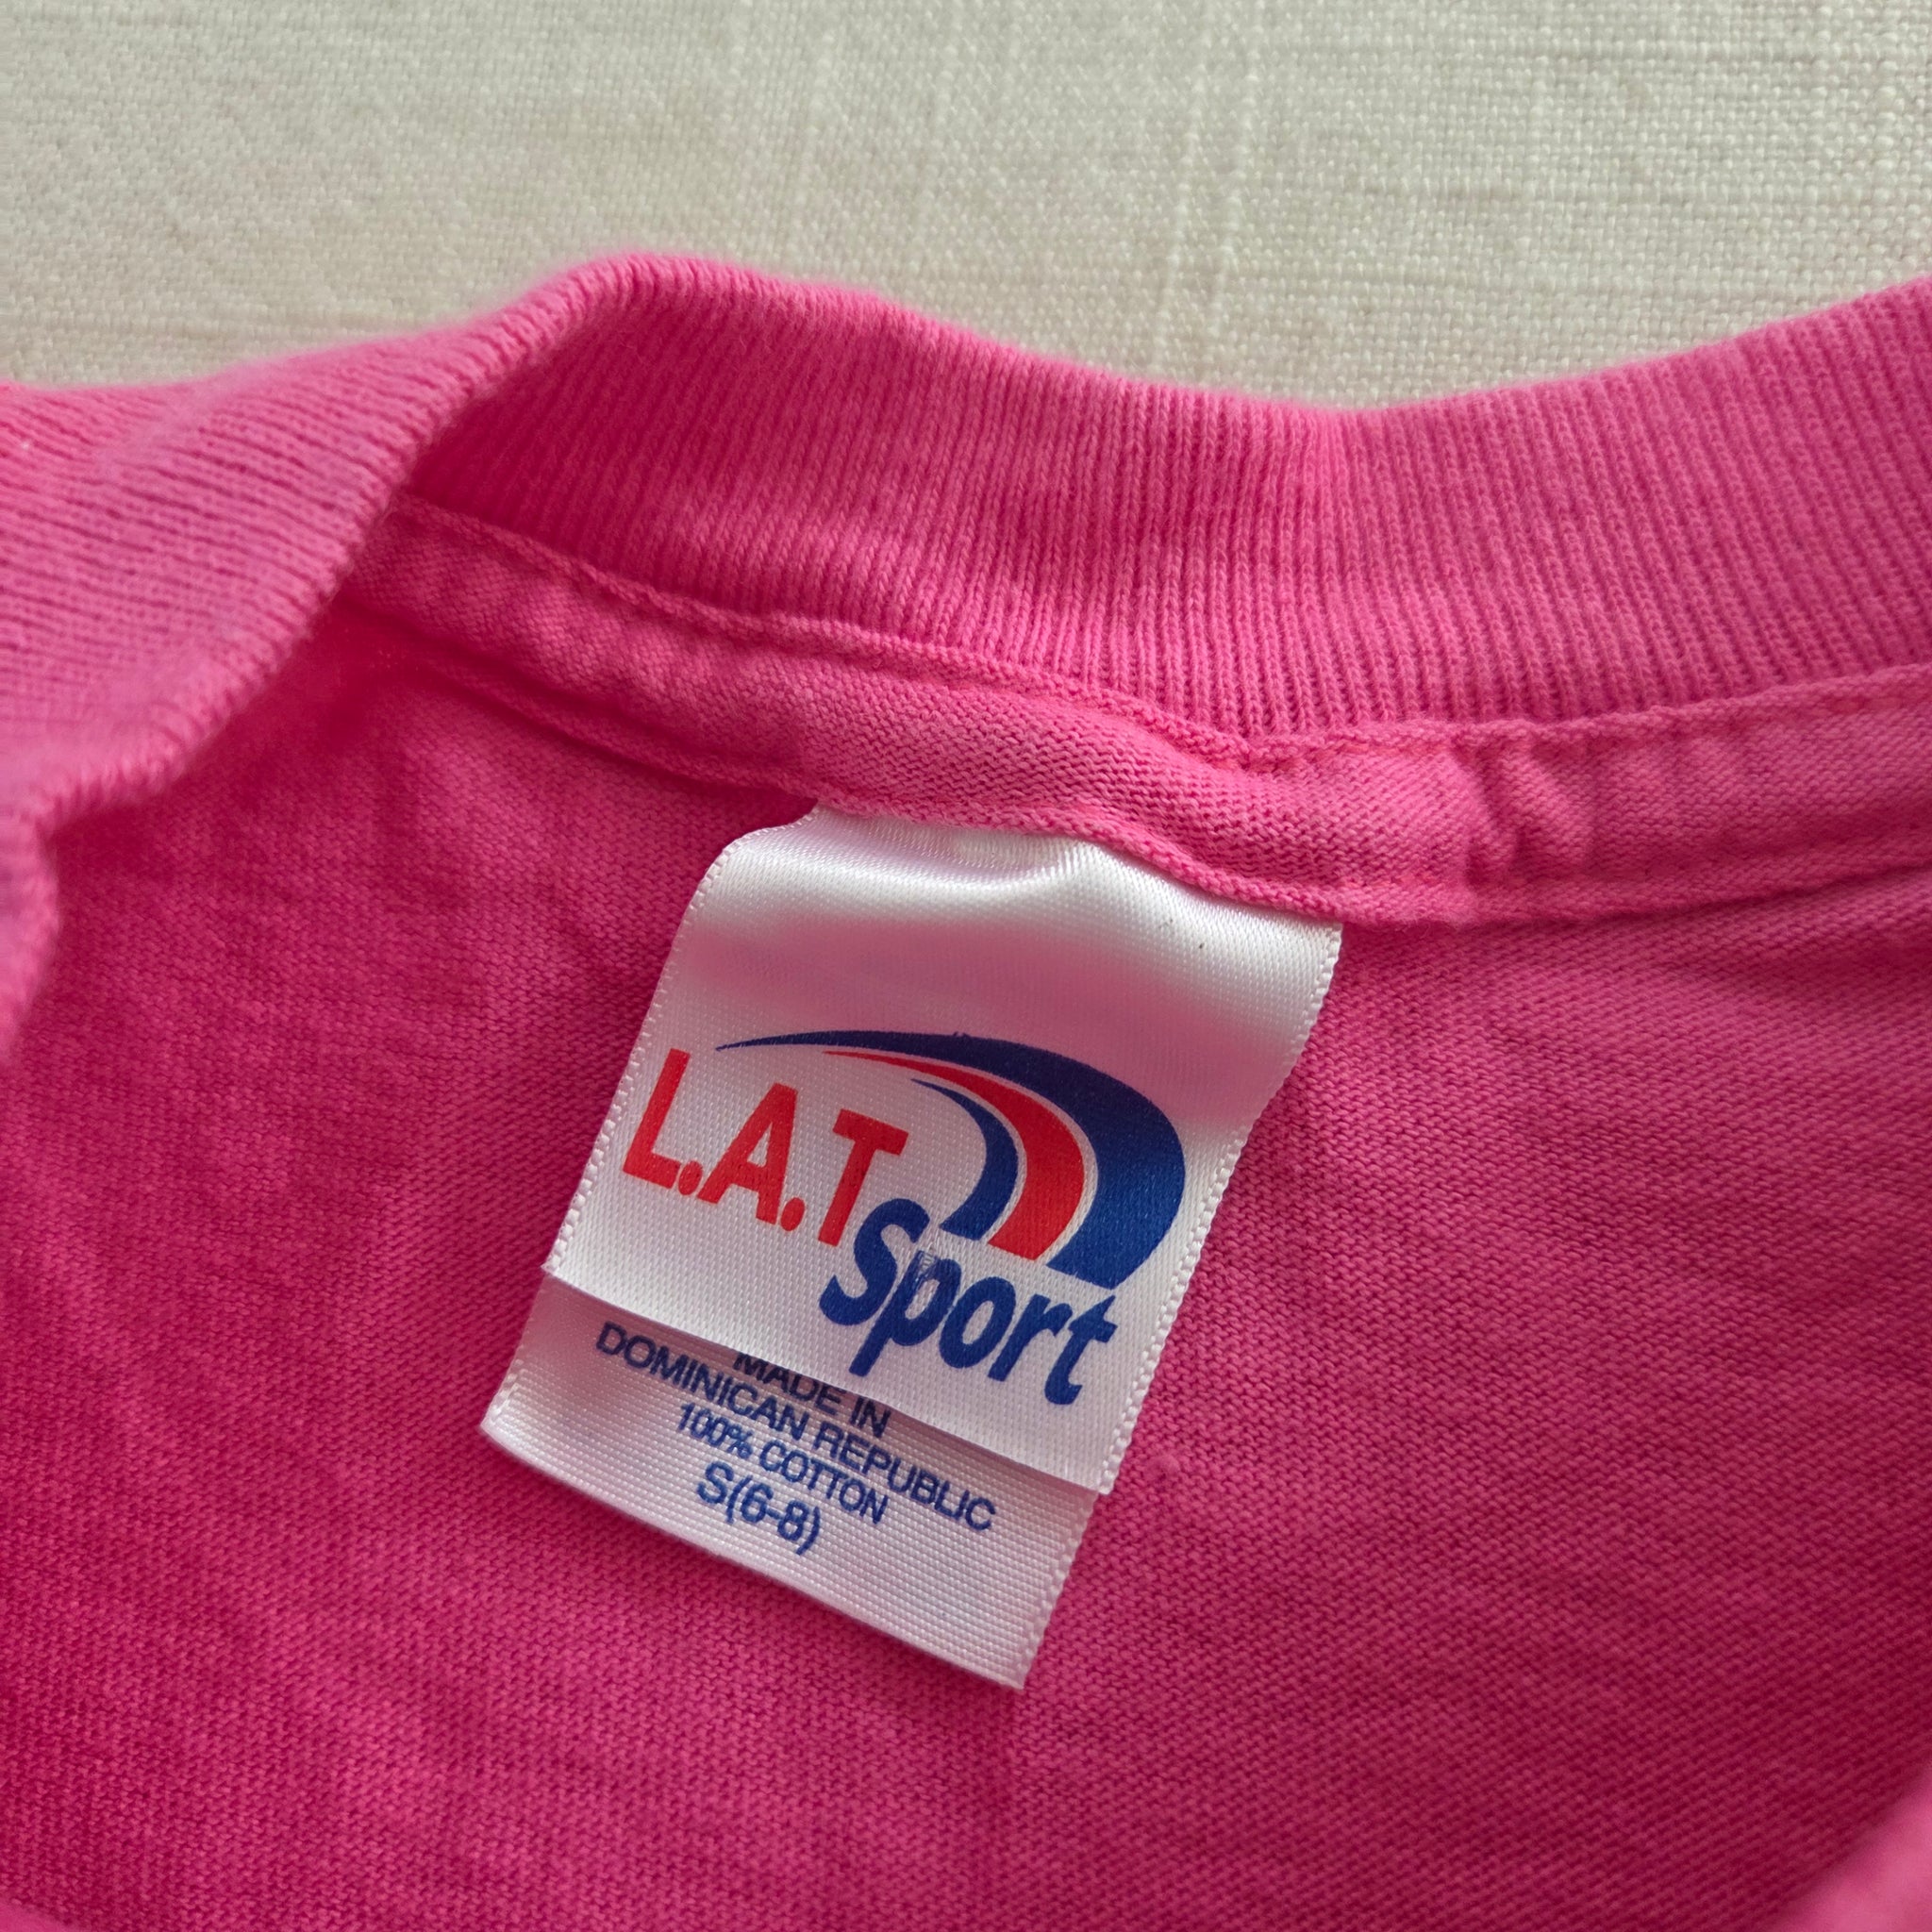 L.A.T
Sport
MADE IN
DOMINICAN REPUBLIC
100% COTTON
S(6-8)